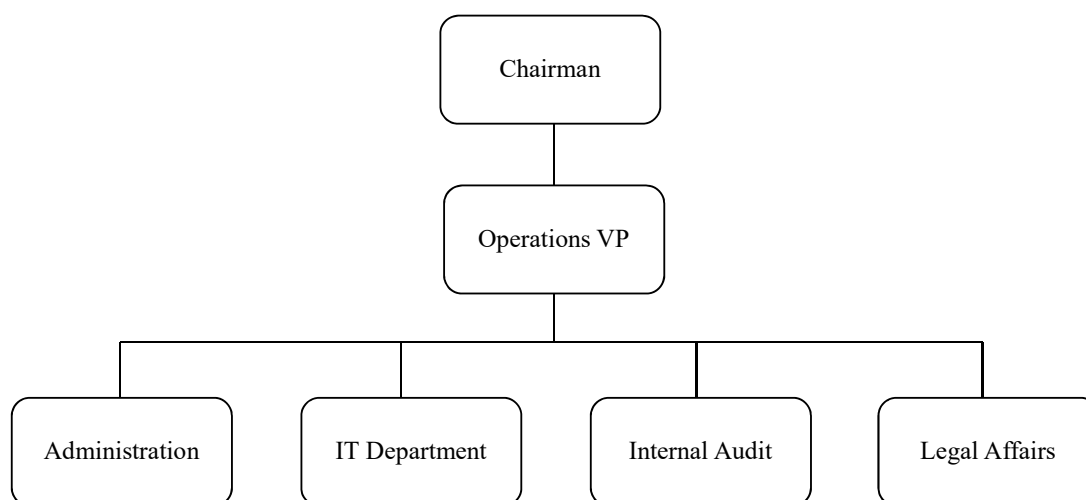 Chairman
Operations VP
Administration
IT Department
Internal Audit
Legal Affairs